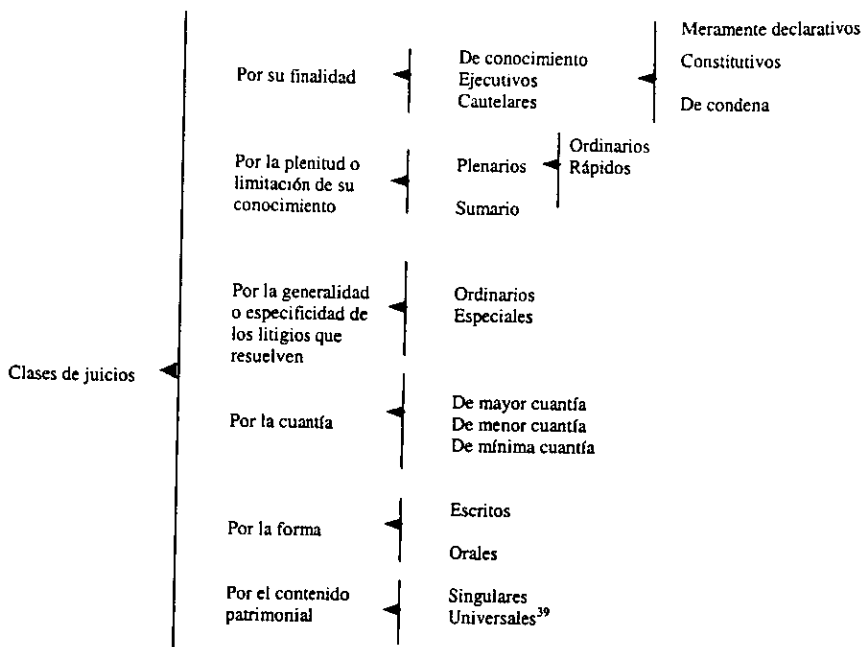 Clases de juicios
Por su finalidad
De conocimiento
Ejecutivos
Cautelares
Meramente declarativos
Constitutivos
De condena
Por la plenitud o
limitación de su
conocimiento
Plenarios
Sumario
Ordinarios
Rápidos
Por la generalidad
o especificidad de
los litigios que
resuelven
Ordinarios
Especiales
Por la cuantía
De mayor cuantía
De menor cuantía
De mínima cuantía
Por la forma
Escritos
Orales
Por el contenido
patrimonial
Singulares
Universales³⁹